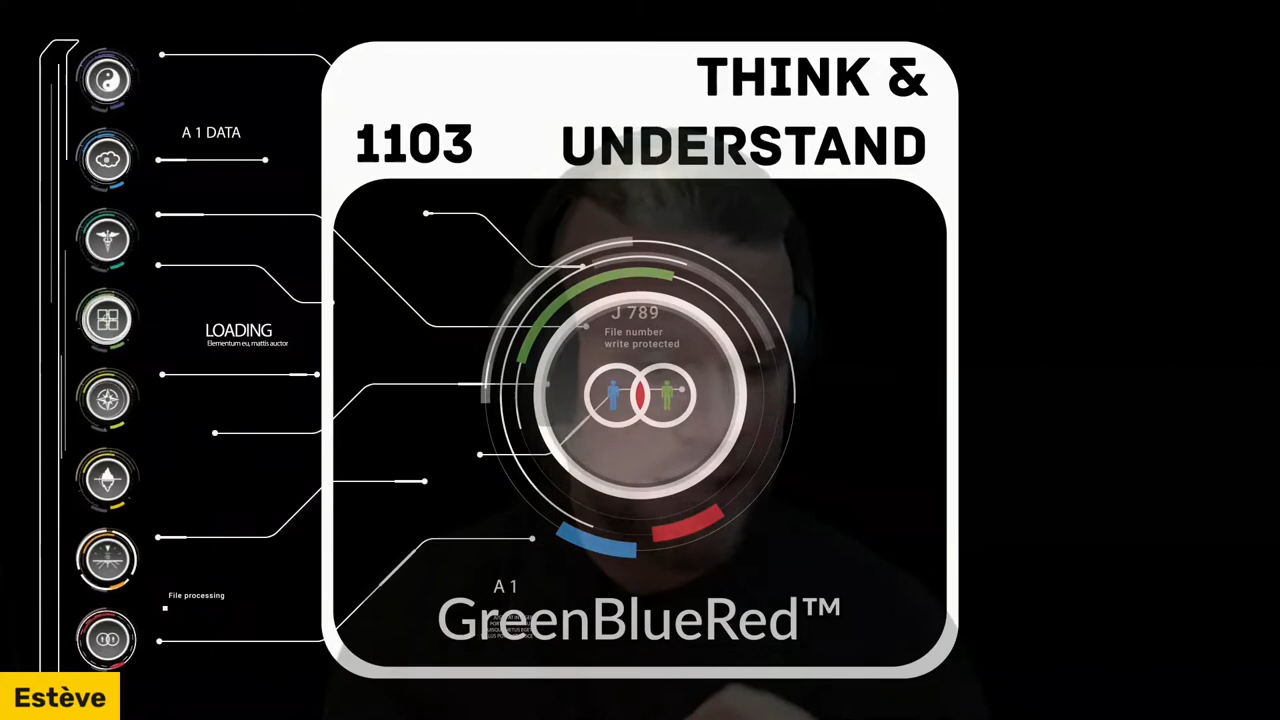 THINK &
1103 UNDERSTAND
A 1 DATA
J 789
File number
write protected
LOADING
Elementum eu, mattis auctor
A 1
File processing
GreenBlueRed™
Estève